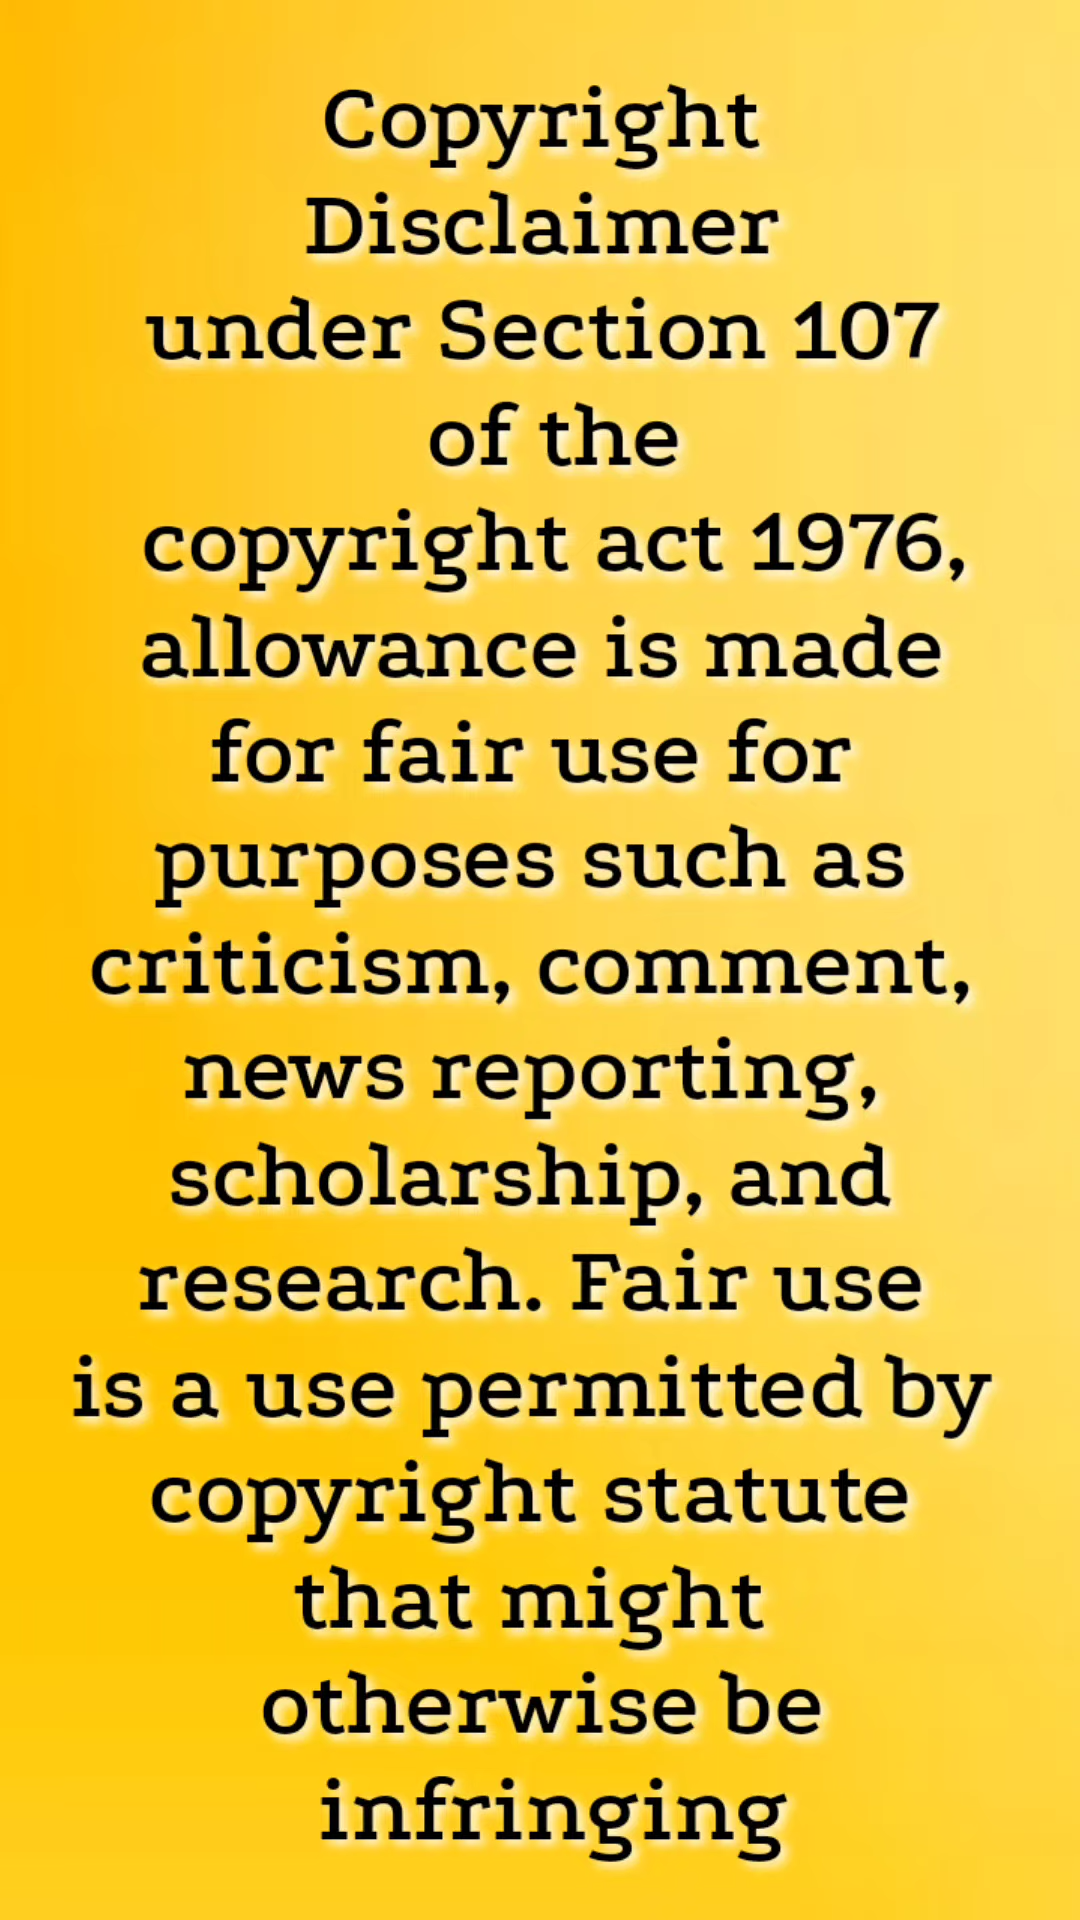 Copyright
Disclaimer
under Section 107
of the
copyright act 1976,
allowance is made
for fair use for
purposes such as
criticism, comment,
news reporting,
scholarship, and
research. Fair use
is a use permitted by
copyright statute
that might
otherwise be
infringing